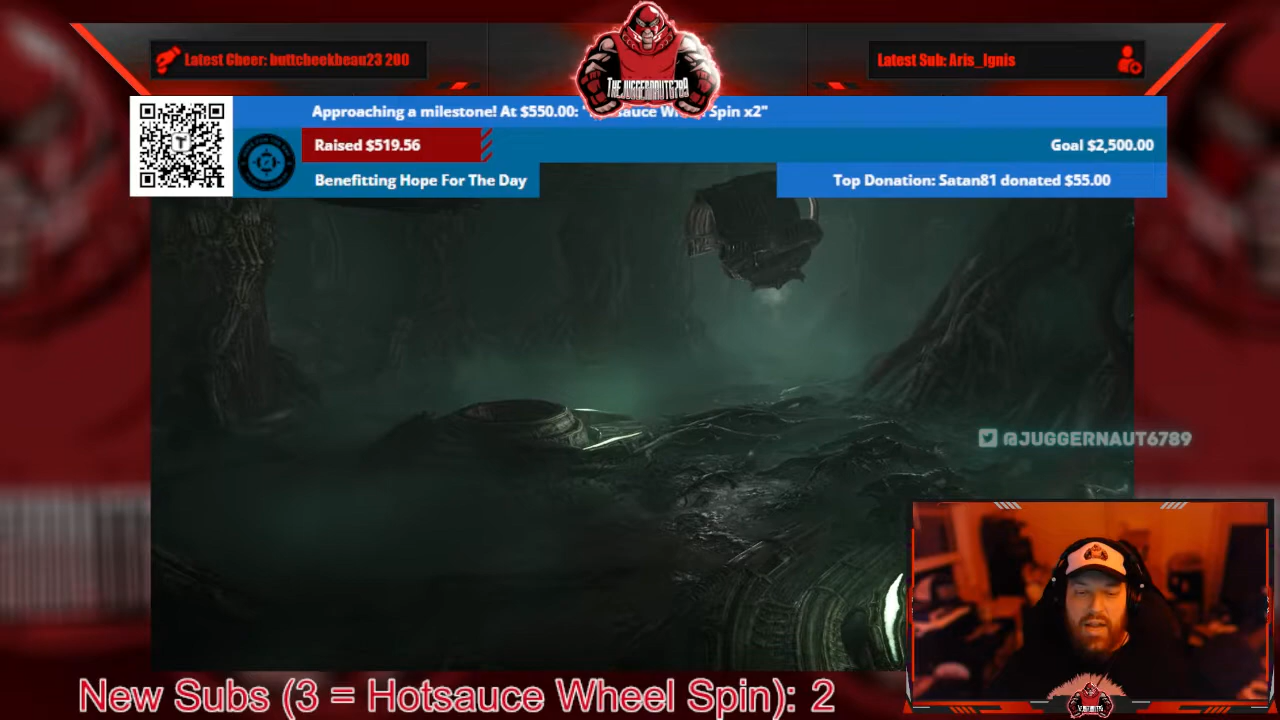 Latest Cheer: buttcheekbeau23 200
THEJUGGERNAUT6789
Latest Sub: Aris_Ignis
Approaching a milestone! At $550.00: "
sauce
Spin x2"
Raised $519.56
Goal $2,500.00
Benefitting Hope For The Day
Top Donation: Satan81 donated $55.00
@JUGGERNAUT6789
New Subs (3 = Hotsauce Wheel Spin): 2